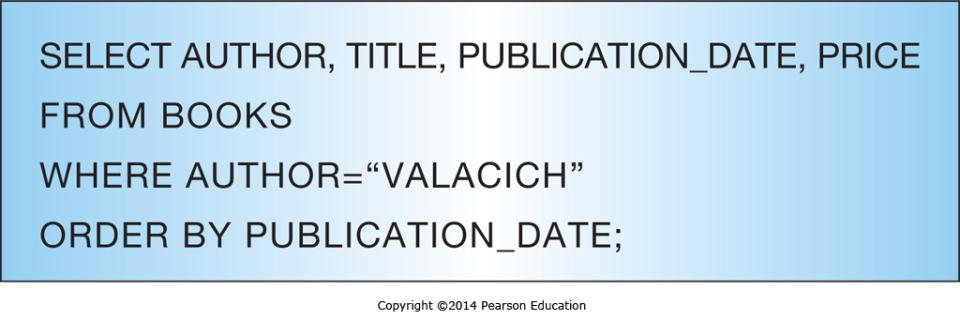 SELECT AUTHOR, TITLE, PUBLICATION_DATE, PRICE
FROM BOOKS
WHERE AUTHOR=“VALACICH”
ORDER BY PUBLICATION_DATE;
Copyright ©2014 Pearson Education